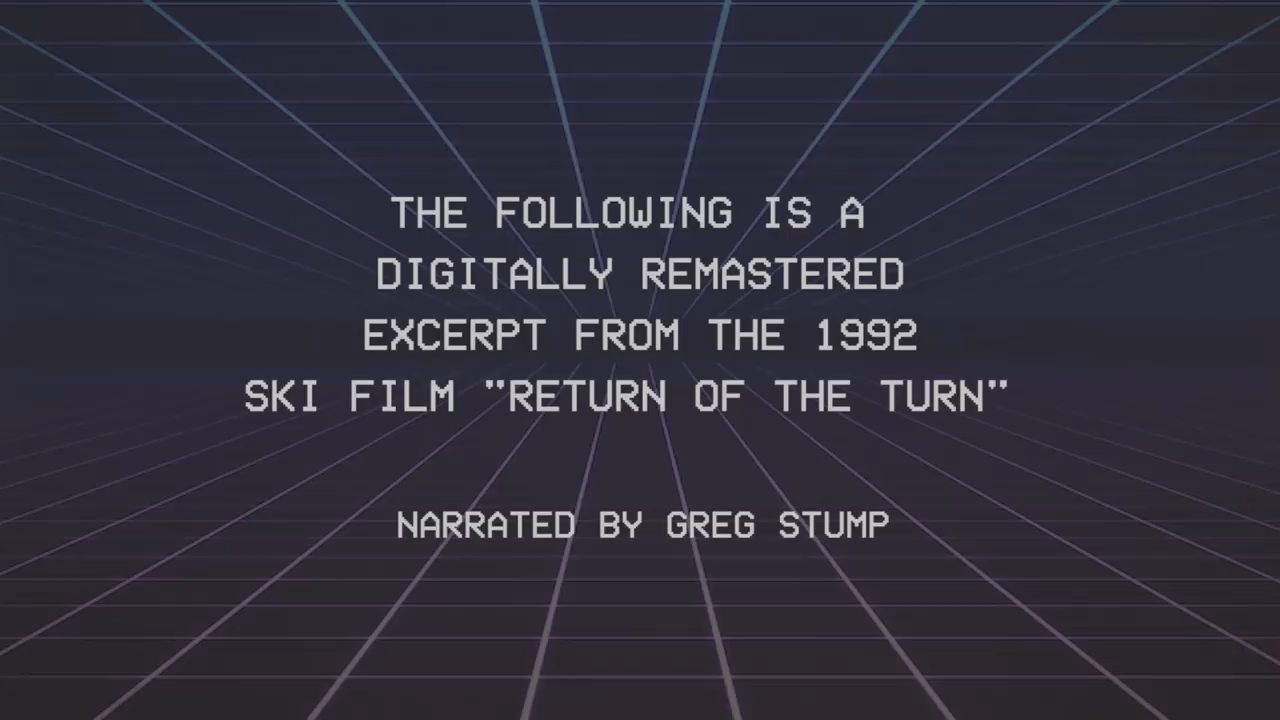 THE FOLLOWING IS A
DIGITALLY REMASTERED
EXCERPT FROM THE 1992
SKI FILM "RETURN OF THE TURN"
NARRATED BY GREG STUMP